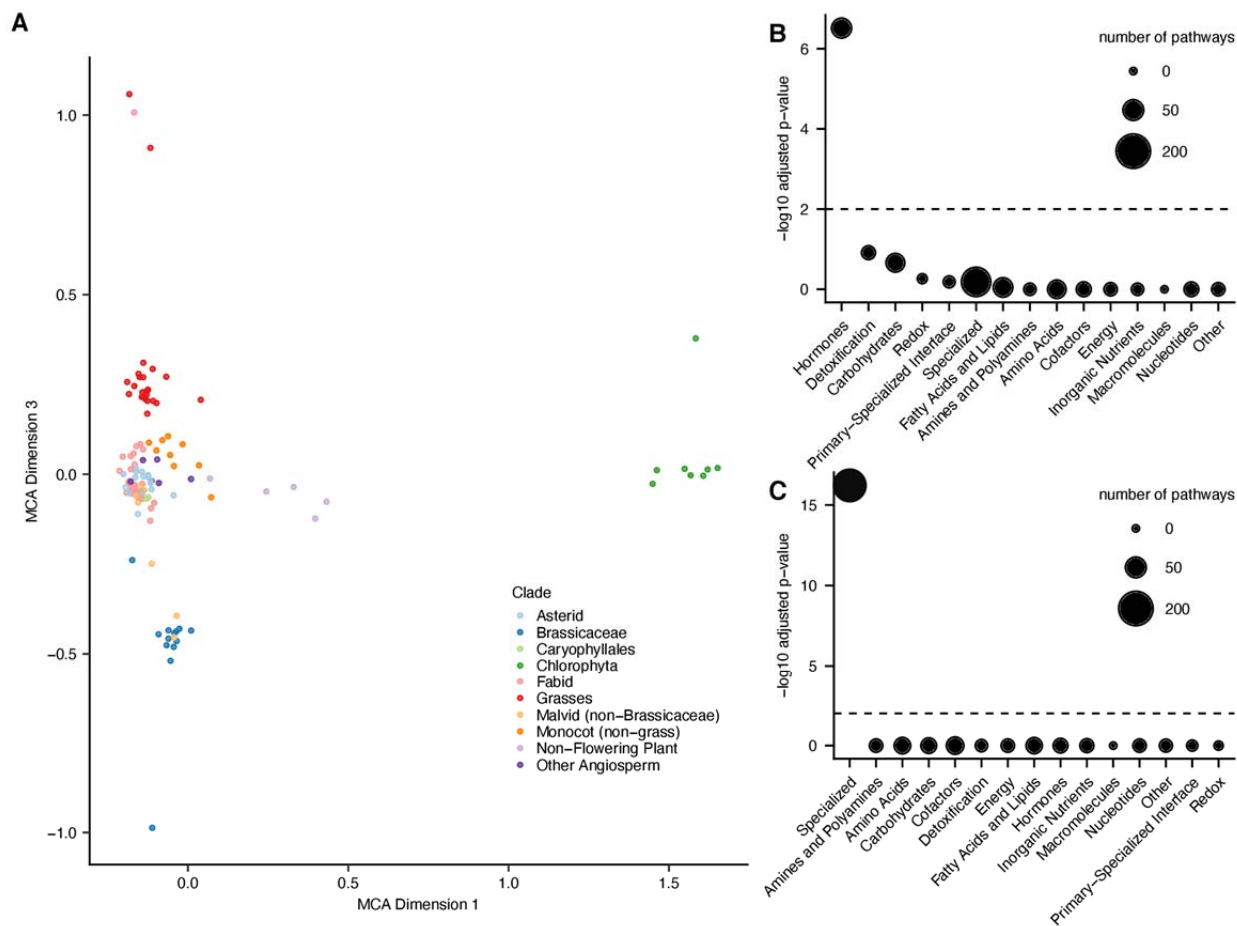 A
MCA Dimension 3
1.0
0.5
0.0
−0.5
−1.0
0.0
0.5
1.0
1.5
MCA Dimension 1
Clade
Asterid
Brassicaceae
Caryophyllales
Chlorophyta
Fabid
Grasses
Malvid (non−Brassicaceae)
Monocot (non−grass)
Non−Flowering Plant
Other Angiosperm
B
−log10 adjusted p−value
6
4
2
0
number of pathways
0
50
200
Hormones
Detoxification
Carbohydrates
Redox
Primary−Specialized Interface
Specialized
Fatty Acids and Lipids
Amines and Polyamines
Amino Acids
Cofactors
Energy
Inorganic Nutrients
Macromolecules
Nucleotides
Other
C
−log10 adjusted p−value
15
10
5
0
number of pathways
0
50
200
Specialized
Amines and Polyamines
Amino Acids
Carbohydrates
Cofactors
Detoxification
Energy
Fatty Acids and Lipids
Hormones
Inorganic Nutrients
Macromolecules
Nucleotides
Other
Primary−Specialized Interface
Redox